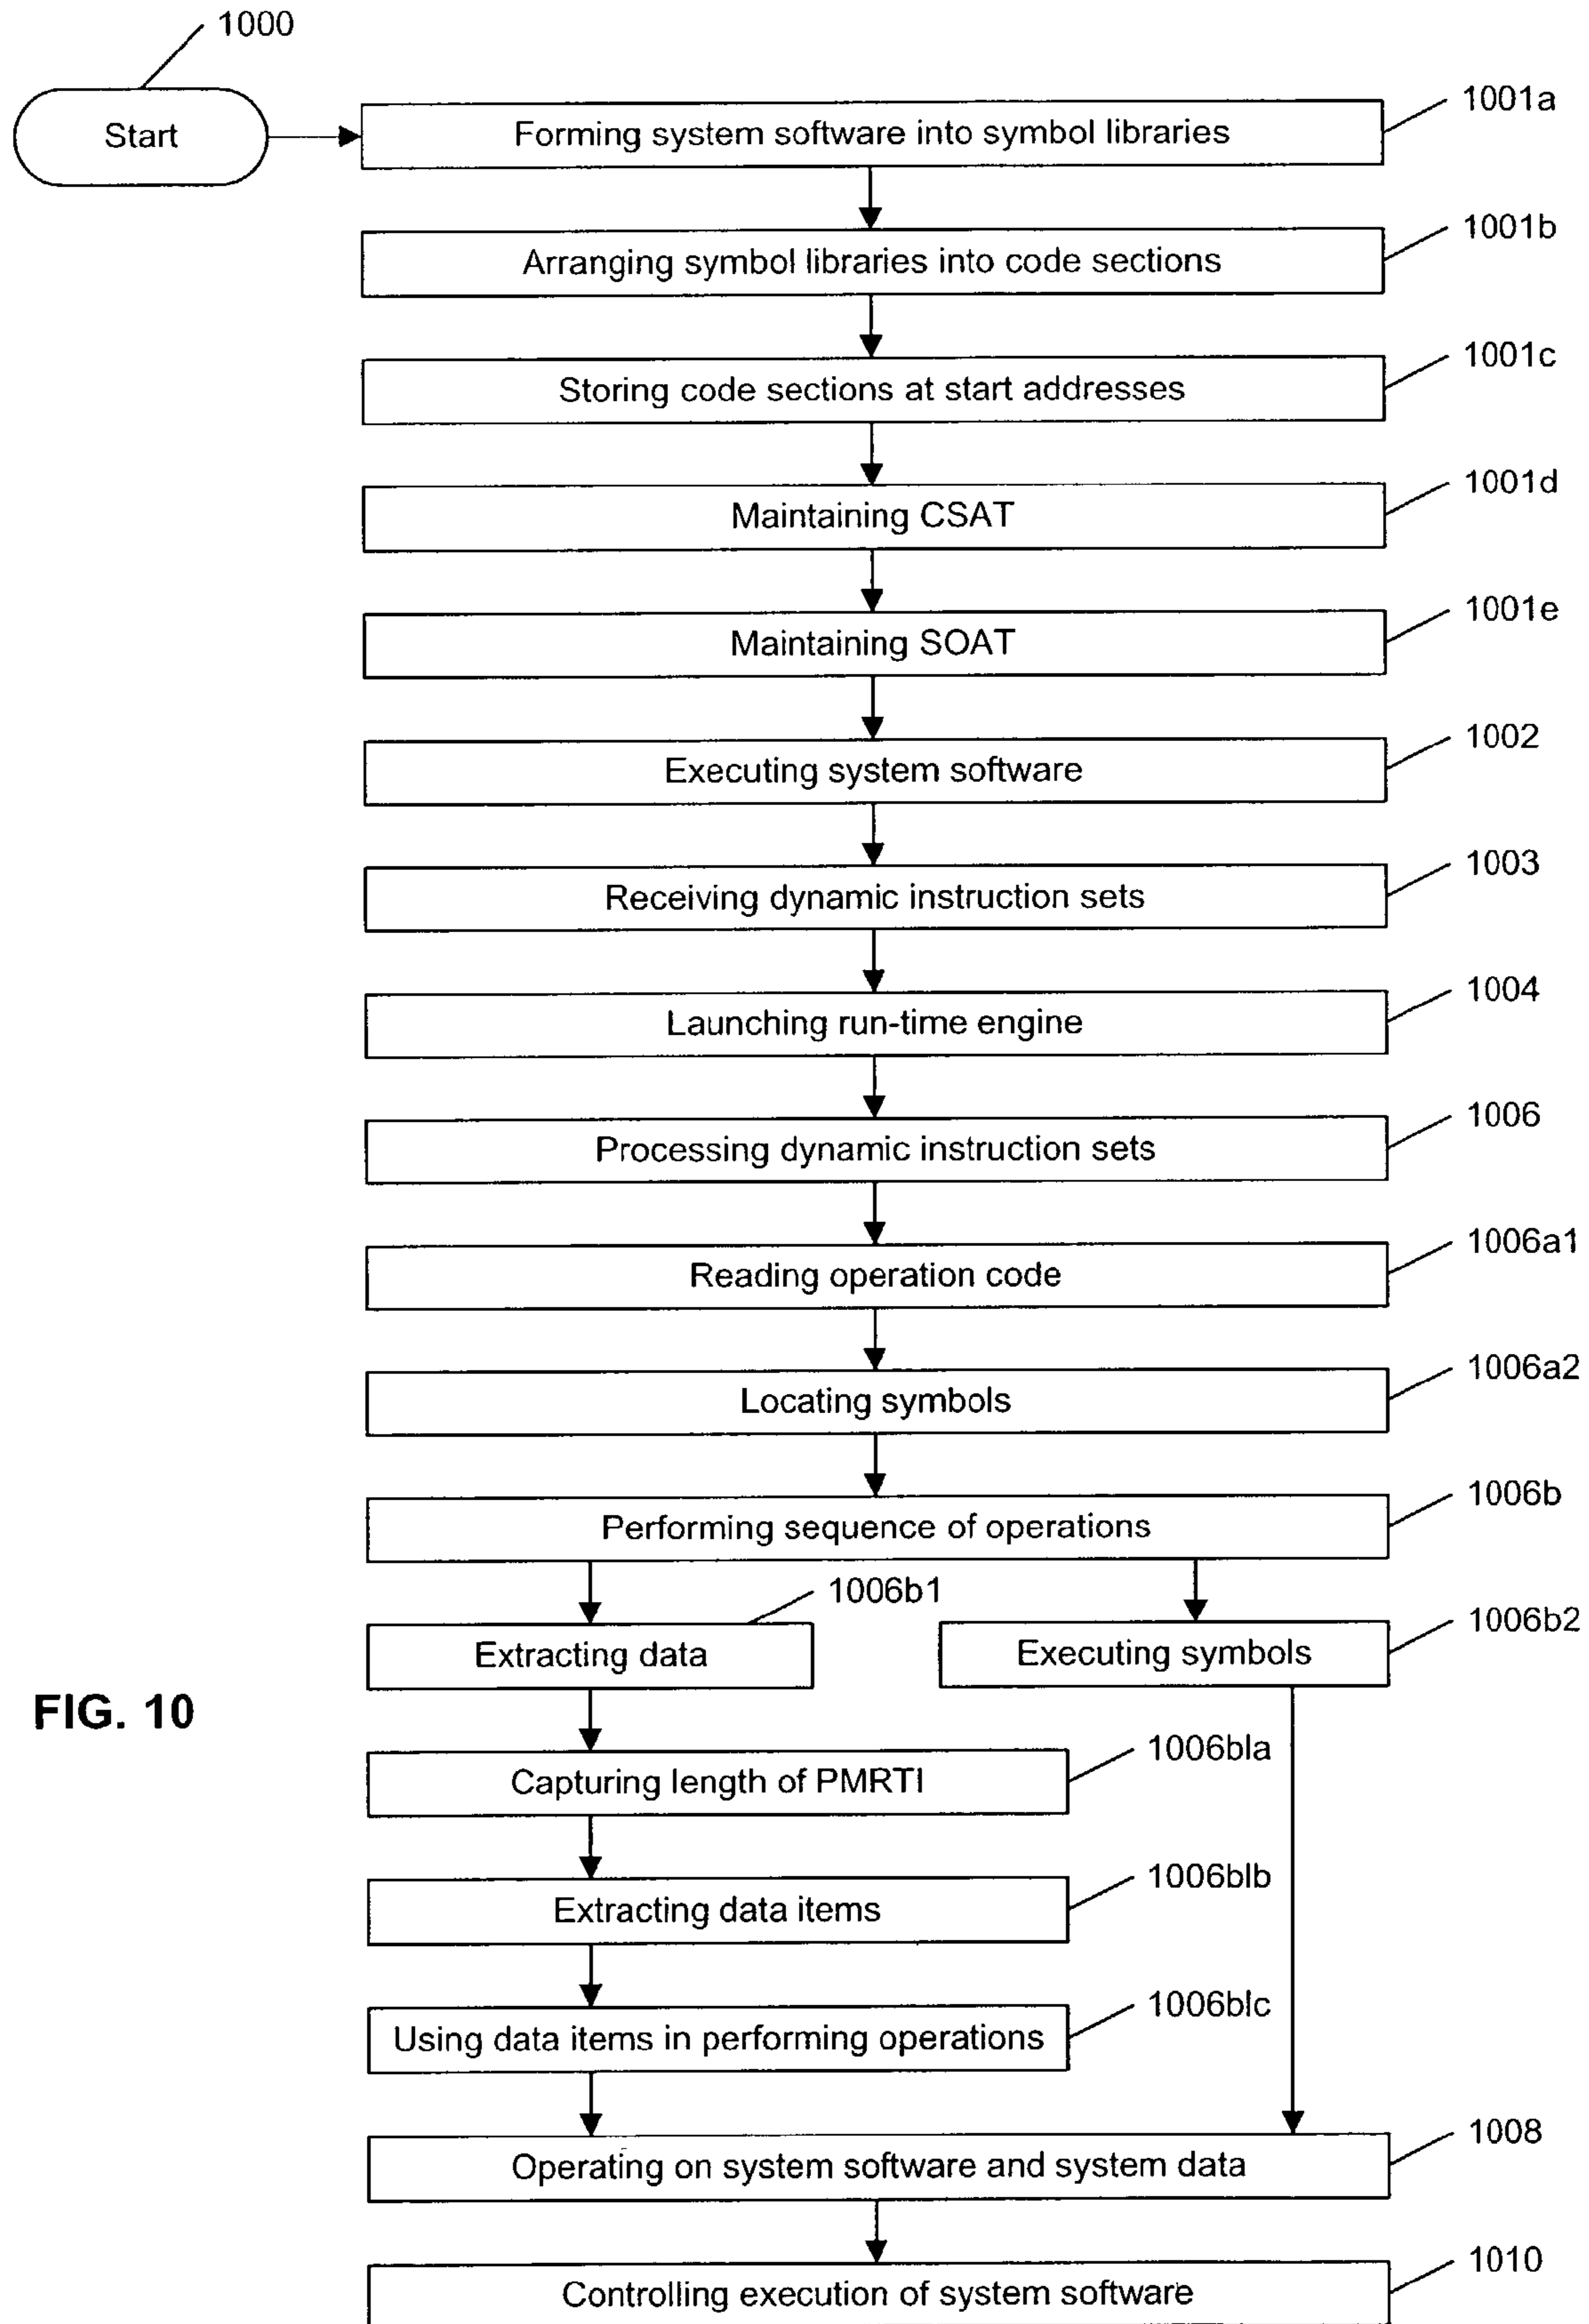 1000
Start
Forming system software into symbol libraries
1001a
Arranging symbol libraries into code sections
1001b
Storing code sections at start addresses
1001c
Maintaining CSAT
1001d
Maintaining SOAT
1001e
Executing system software
1002
Receiving dynamic instruction sets
1003
Launching run-time engine
1004
Processing dynamic instruction sets
1006
Reading operation code
1006a1
Locating symbols
1006a2
Performing sequence of operations
1006b
Extracting data
1006b1
Executing symbols
1006b2
FIG. 10
Capturing length of PMRTI
1006bla
Extracting data items
1006blb
Using data items in performing operations
1006blc
Operating on system software and system data
1008
Controlling execution of system software
1010